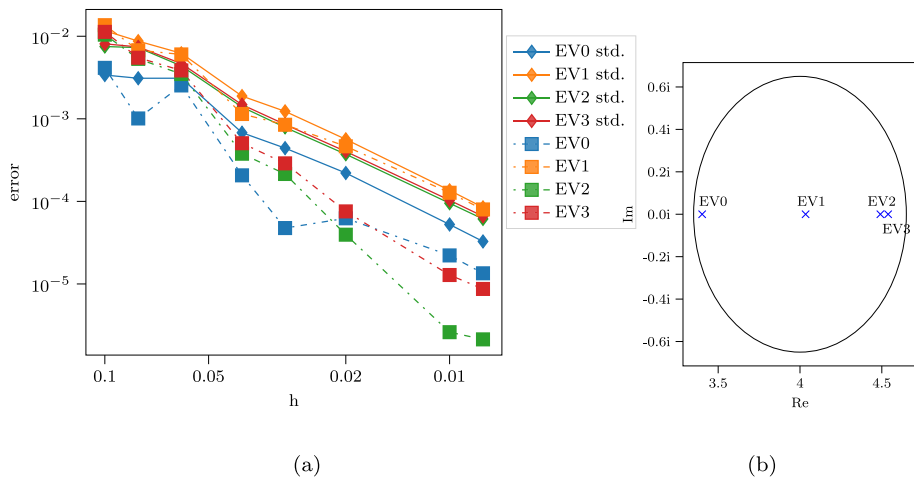 10⁻²
10⁻³
10⁻⁴
10⁻⁵
error
0.1
0.05
0.02
0.01
h
EV0 std.
EV1 std.
EV2 std.
EV3 std.
EV0
EV1
EV2
EV3
(a)
0.6i
0.4i
0.2i
0.0i
-0.2i
-0.4i
-0.6i
Im
EV0
EV1
EV2
EV3
3.5
4
4.5
Re
(b)